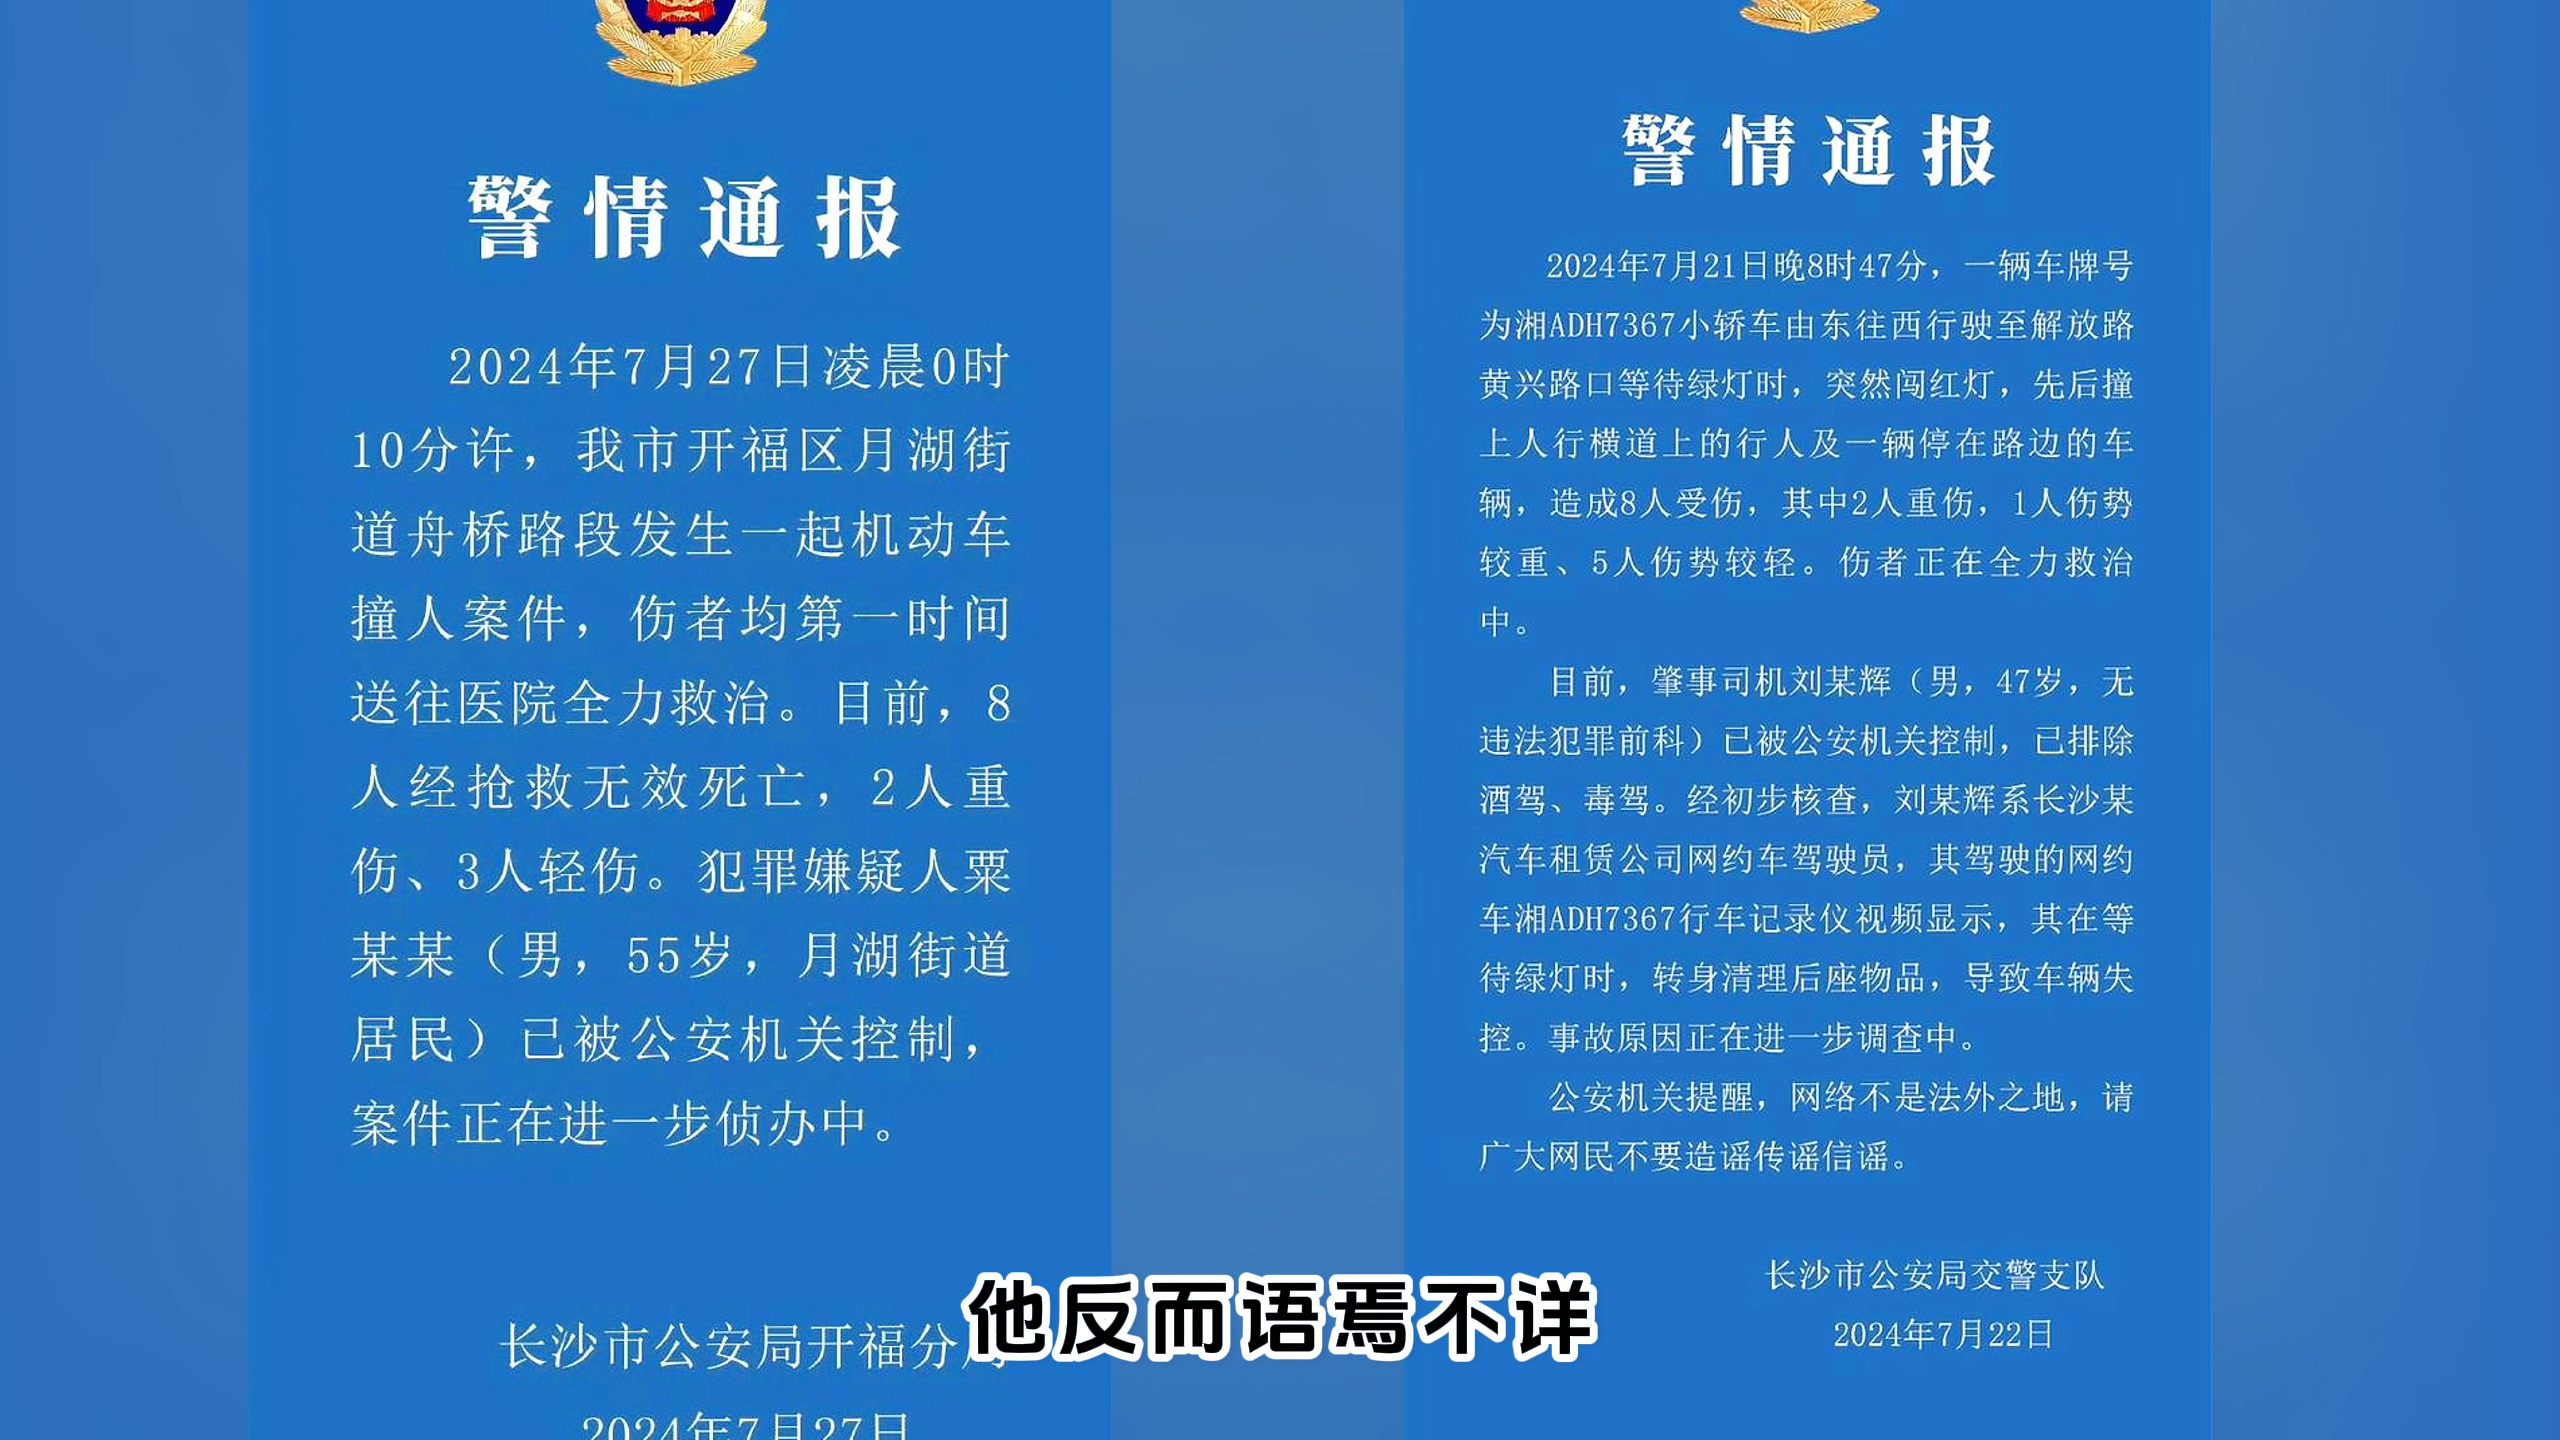 警情通报
2024年7月27日凌晨0时
10分许，我市开福区月湖街
道舟桥路段发生一起机动车
撞人案件，伤者均第一时间
送往医院全力救治。目前，8
人经抢救无效死亡，2人重
伤、3人轻伤。犯罪嫌疑人粟
某某（男，55岁，月湖街道
居民）已被公安机关控制，
案件正在进一步侦办中。
长沙市公安局开福分局
2024年7月27日
警情通报
2024年7月21日晚8时47分，一辆车牌号
为湘ADH7367小轿车由东往西行驶至解放路
黄兴路口等待绿灯时，突然闯红灯，先后撞
上人行横道上的行人及一辆停在路边的车
辆，造成8人受伤，其中2人重伤，1人伤势
较重、5人伤势较轻。伤者正在全力救治
中。
目前，肇事司机刘某辉（男，47岁，无
违法犯罪前科）已被公安机关控制，已排除
酒驾、毒驾。经初步核查，刘某辉系长沙某
汽车租赁公司网约车驾驶员，其驾驶的网约
车湘ADH7367行车记录仪视频显示，其在等
待绿灯时，转身清理后座物品，导致车辆失
控。事故原因正在进一步调查中。
公安机关提醒，网络不是法外之地，请
广大网民不要造谣传谣信谣。
长沙市公安局交警支队
2024年7月22日
他反而语焉不详